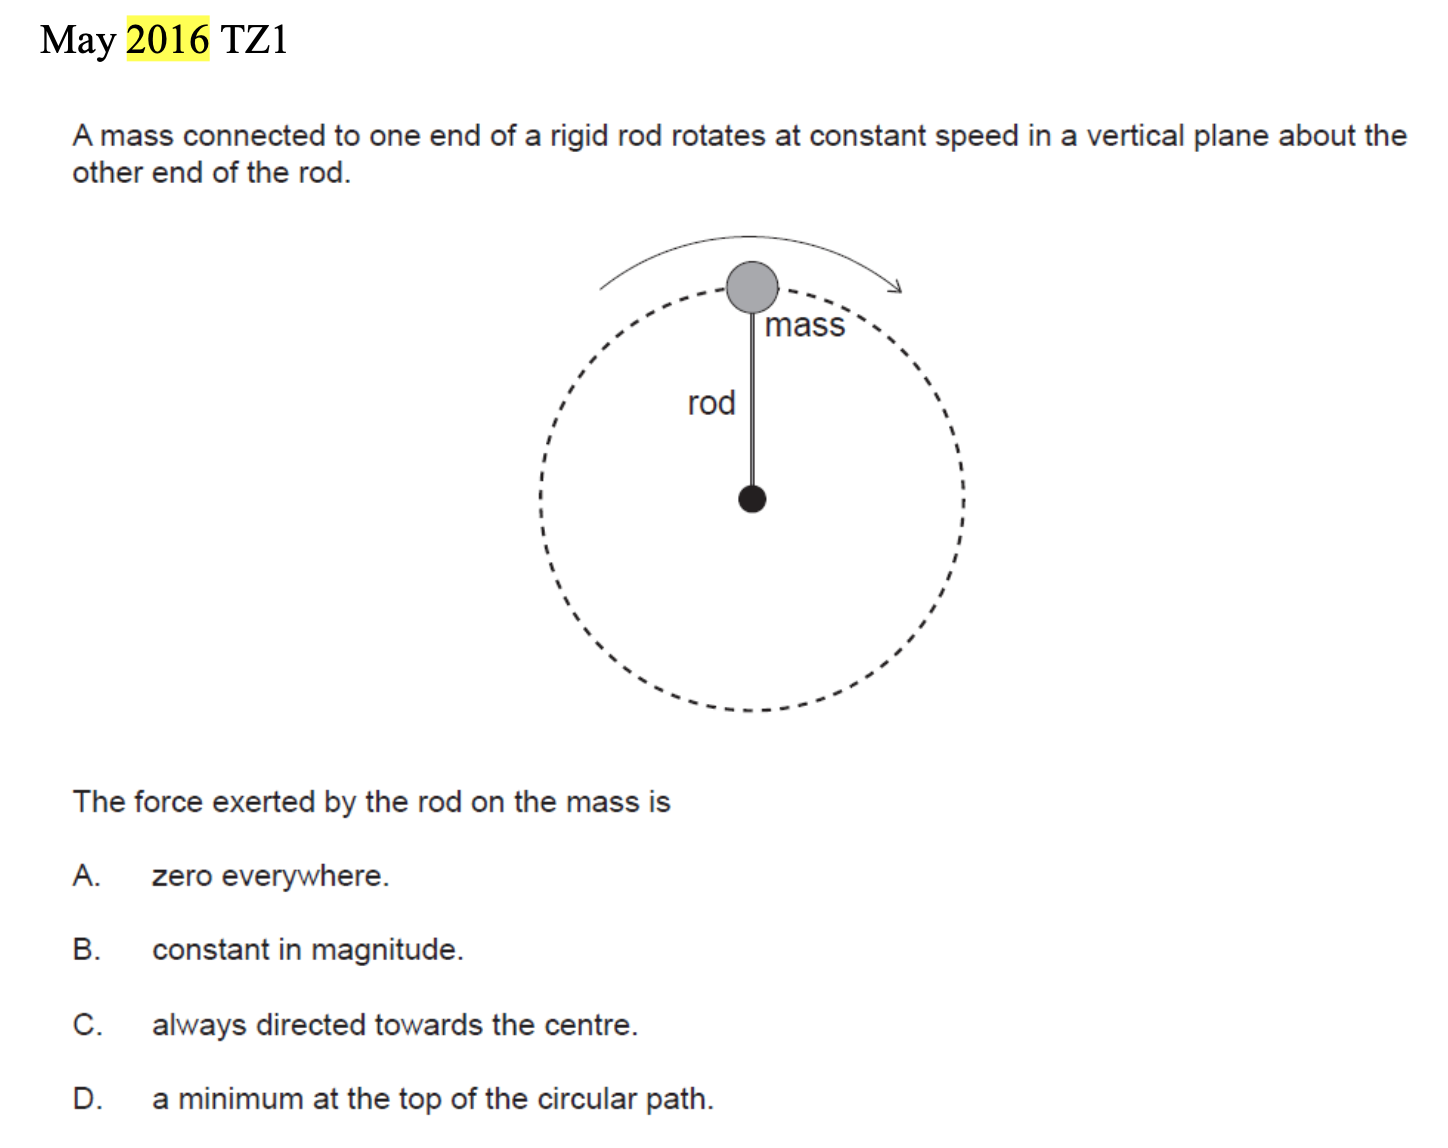 May 2016 TZ1
A mass connected to one end of a rigid rod rotates at constant speed in a vertical plane about the
other end of the rod.
mass
rod
The force exerted by the rod on the mass is
A. zero everywhere.
B. constant in magnitude.
C. always directed towards the centre.
D. a minimum at the top of the circular path.